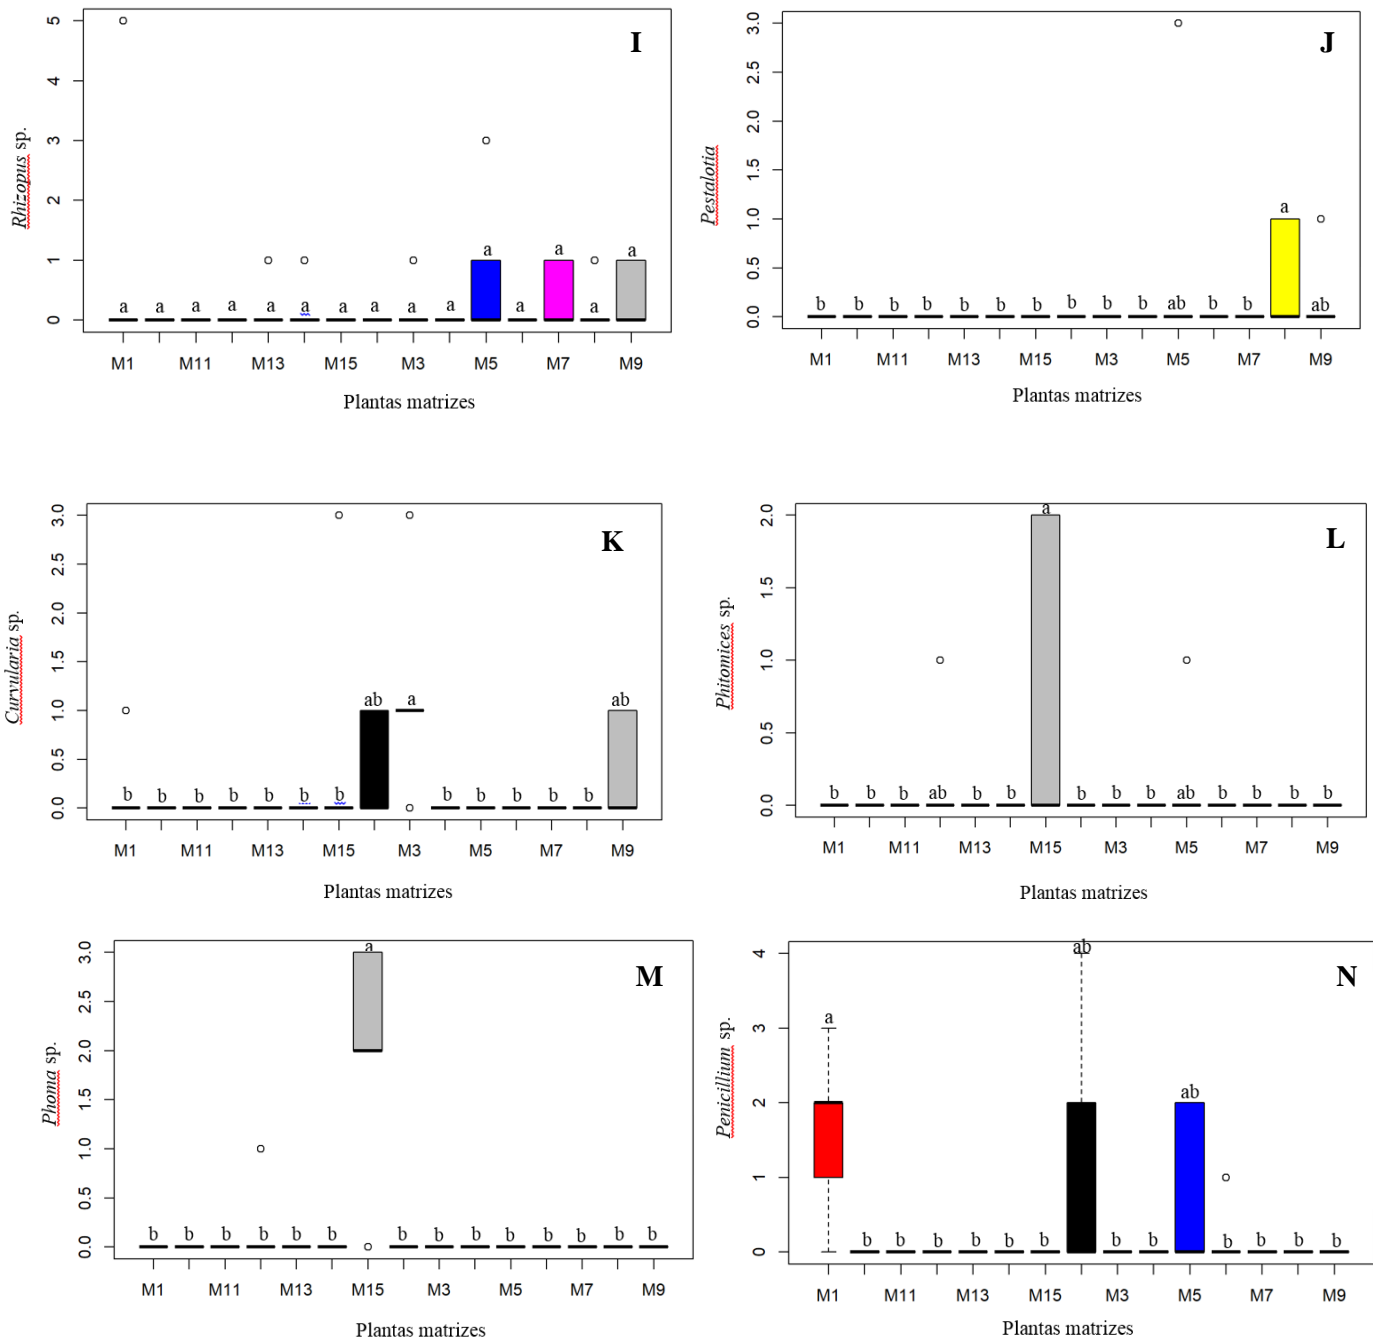 I
Rhizopus sp.
5
4
3
2
1
0
a a a a a a a a a a a a a a a
M1 M11 M13 M15 M3 M5 M7 M9
Plantas matrizes
J
Pestalotia
3.0
2.5
2.0
1.5
1.0
0.5
0.0
b b b b b b b b b b ab b b a ab
M1 M11 M13 M15 M3 M5 M7 M9
Plantas matrizes
K
Curvularia sp.
3.0
2.5
2.0
1.5
1.0
0.5
0.0
b b b b b b b ab a b b b b b ab
M1 M11 M13 M15 M3 M5 M7 M9
Plantas matrizes
L
Phitomices sp.
2.0
1.5
1.0
0.5
0.0
b b b ab b b a b b b ab b b b b
M1 M11 M13 M15 M3 M5 M7 M9
Plantas matrizes
M
Phoma sp.
3.0
2.5
2.0
1.5
1.0
0.5
0.0
b b b b b b a b b b b b b b b
M1 M11 M13 M15 M3 M5 M7 M9
Plantas matrizes
N
Penicillium sp.
4
3
2
1
0
a b b b b b b ab b b ab b b b b
M1 M11 M13 M15 M3 M5 M7 M9
Plantas matrizes